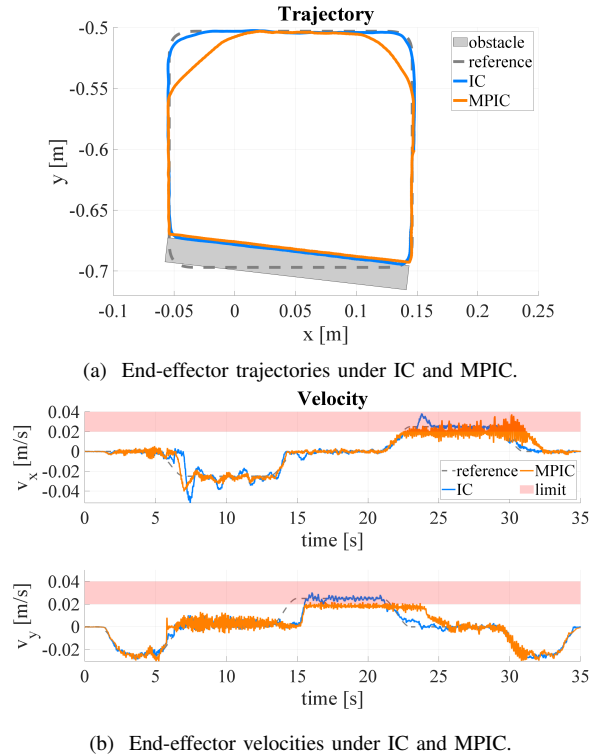 Trajectory
-0.5
-0.55
-0.6
-0.65
-0.7
y [m]
obstacle
reference
IC
MPIC
-0.1 -0.05 0 0.05 0.1 0.15 0.2 0.25
x [m]
(a) End-effector trajectories under IC and MPIC.
Velocity
0.04
0.02
0
-0.02
-0.04
v_x [m/s]
reference MPIC
IC limit
0 5 10 15 20 25 30 35
time [s]
0.04
0.02
0
-0.02
v_y [m/s]
0 5 10 15 20 25 30 35
time [s]
(b) End-effector velocities under IC and MPIC.